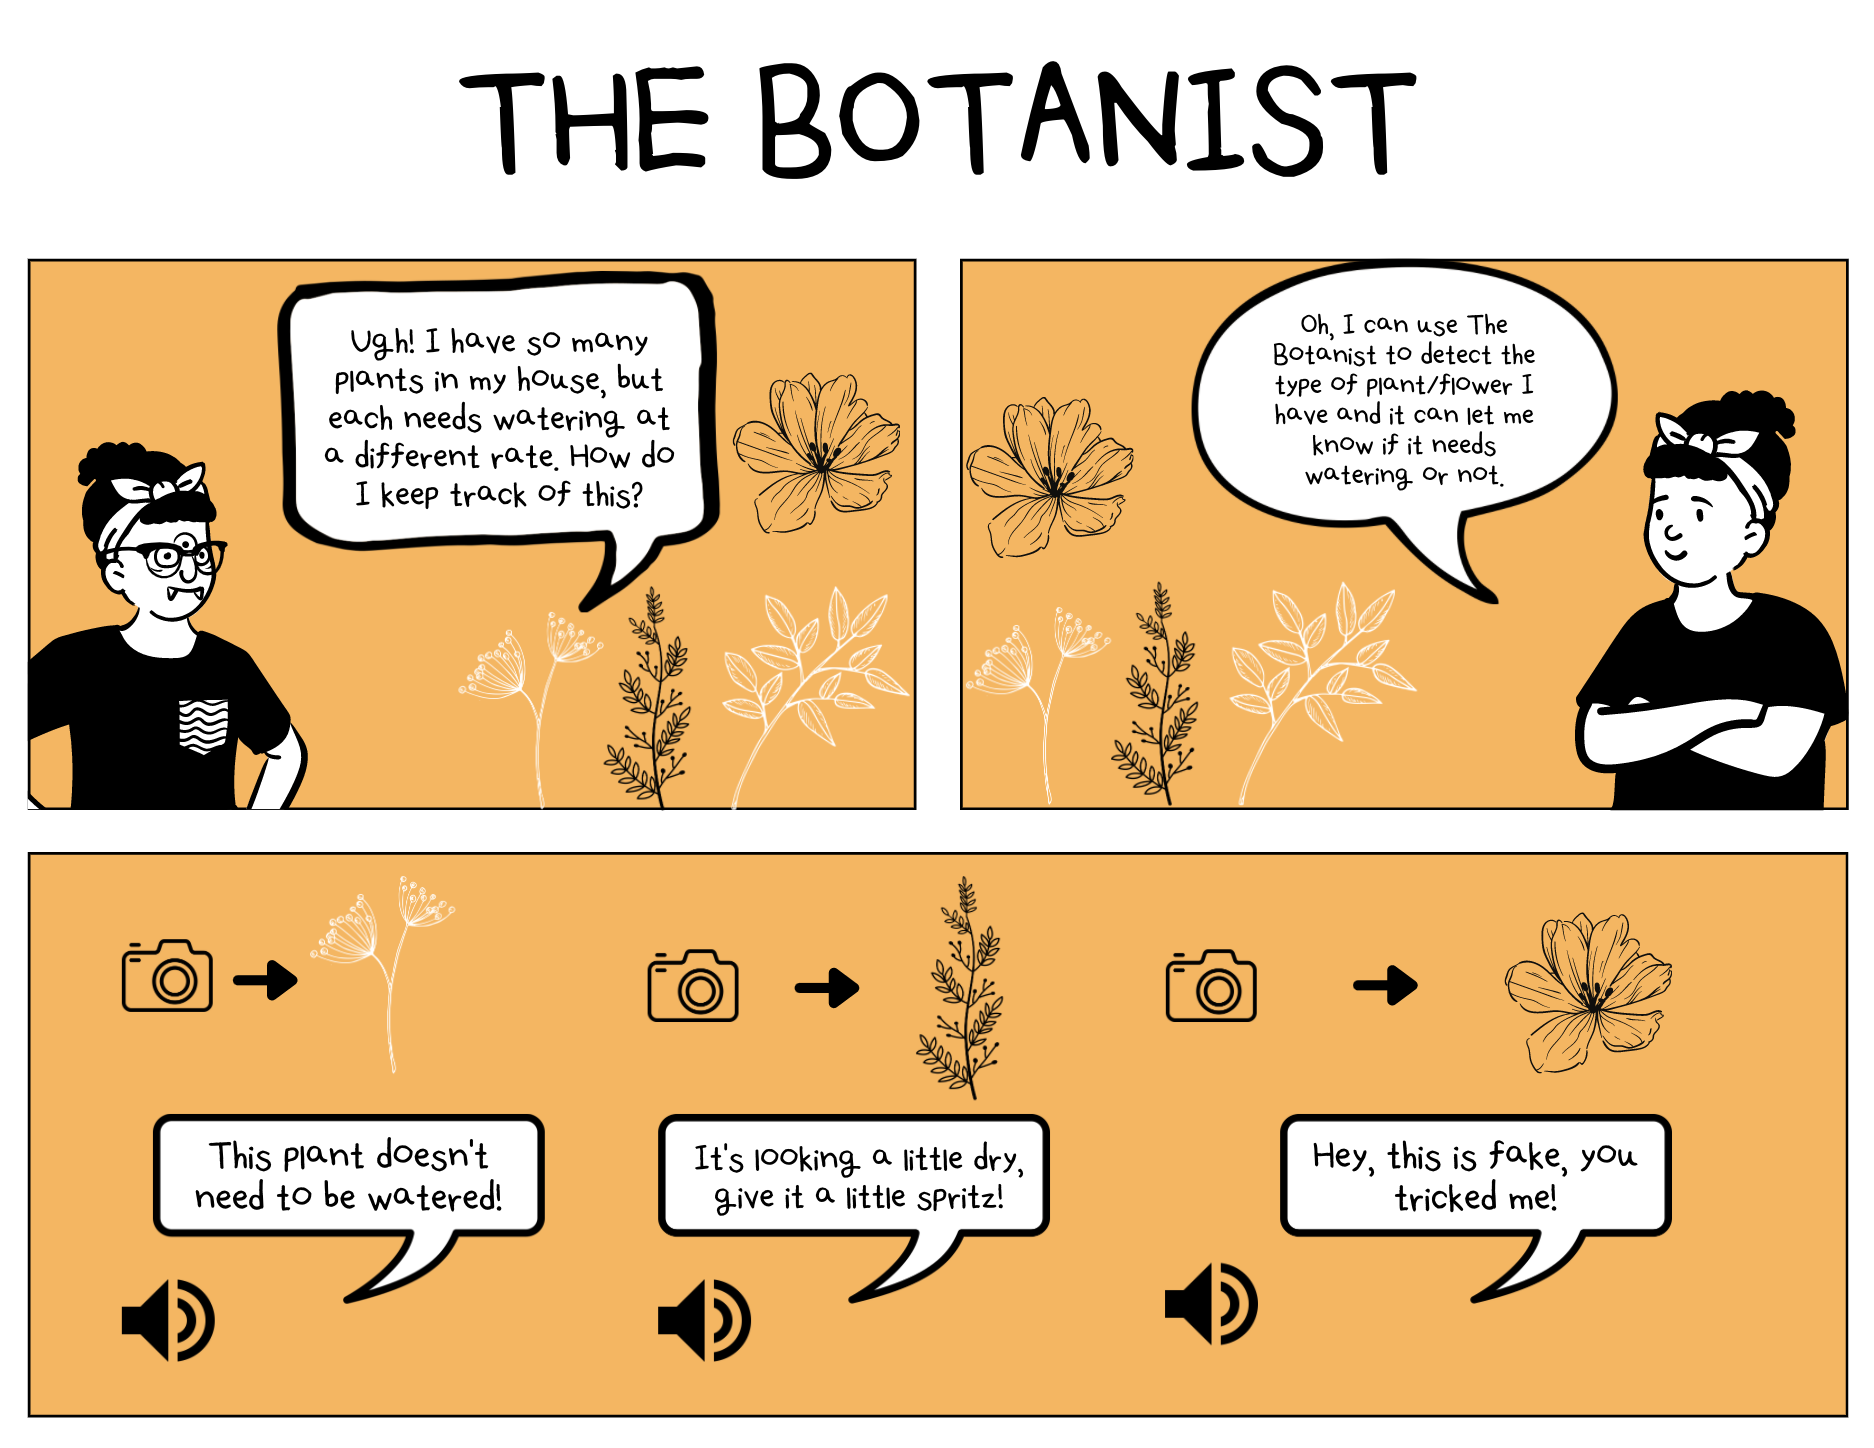 THE BOTANIST
Ugh! I have so many
plants in my house, but
each needs watering at
a different rate. How do
I keep track of this?
Oh, I can use The
Botanist to detect the
type of plant/flower I
have and it can let me
know if it needs
watering or not.
This plant doesn't
need to be watered!
It's looking a little dry,
give it a little spritz!
Hey, this is fake, you
tricked me!